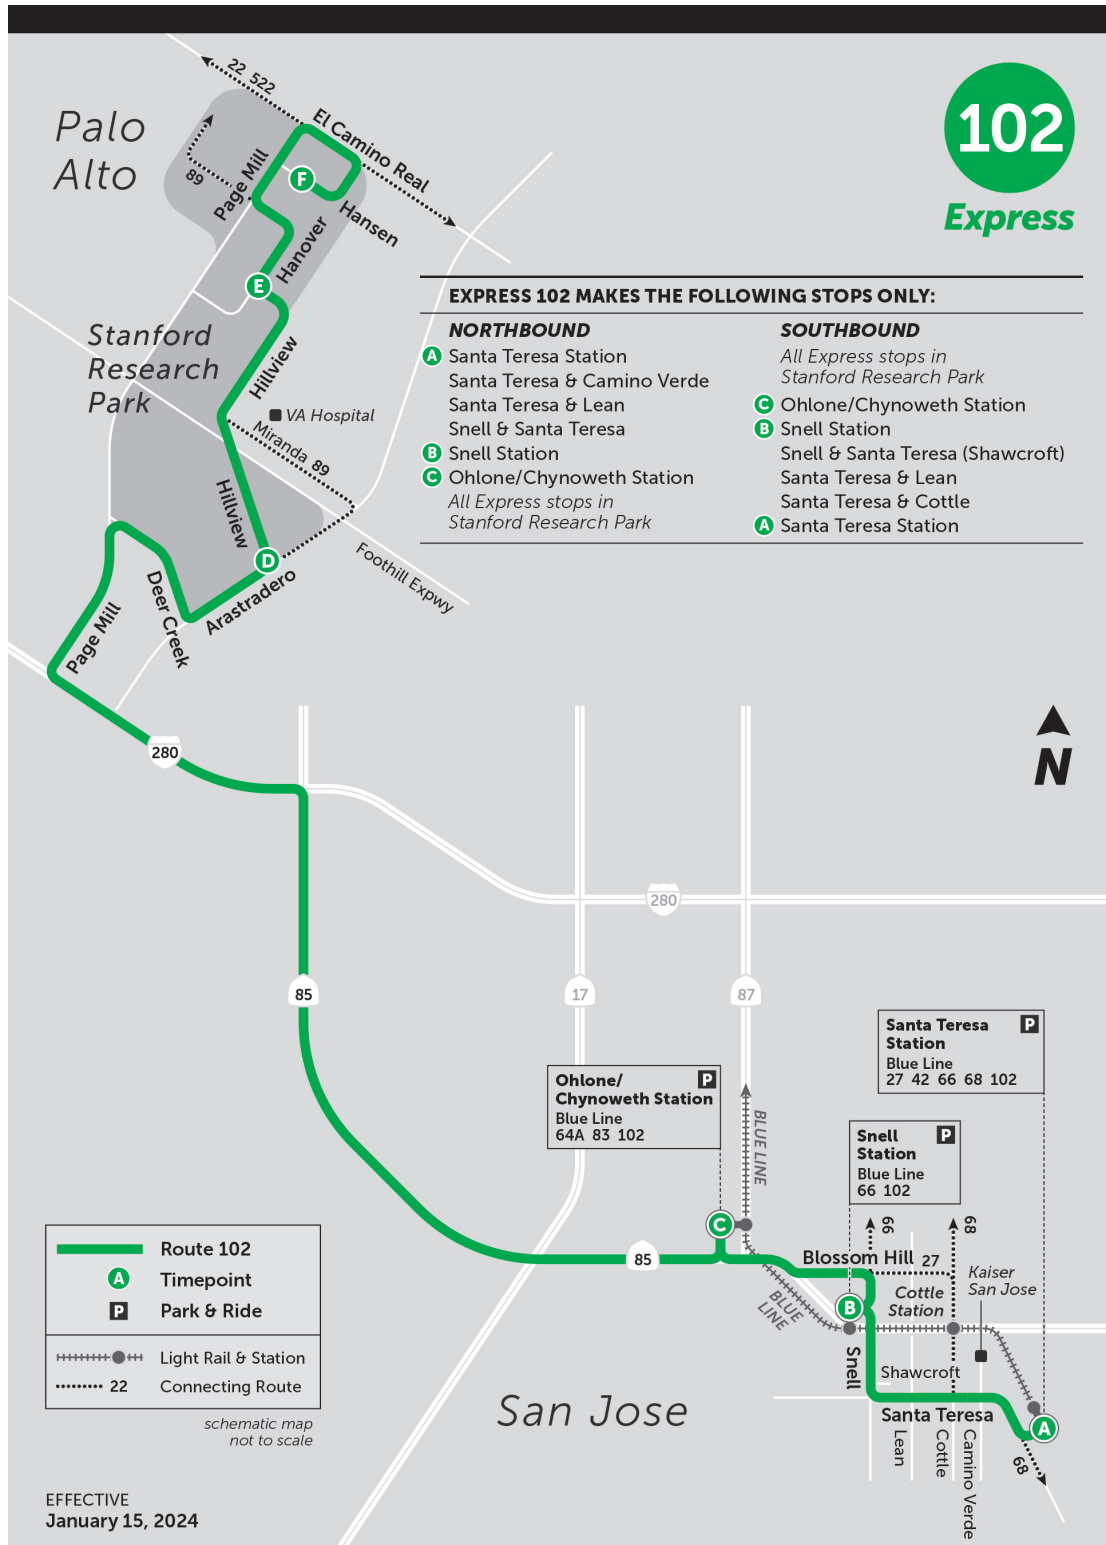 102
Express
Palo
Alto
22 522
El Camino Real
89
Page Mill
F
Hansen
Hanover
E
Stanford
Research
Park
Hillview
VA Hospital
Miranda 89
Hillview
D
Foothill Expwy
Arastradero
Deer Creek
Page Mill
EXPRESS 102 MAKES THE FOLLOWING STOPS ONLY:
NORTHBOUND
A Santa Teresa Station
Santa Teresa & Camino Verde
Santa Teresa & Lean
Snell & Santa Teresa
B Snell Station
C Ohlone/Chynoweth Station
All Express stops in
Stanford Research Park
SOUTHBOUND
All Express stops in
Stanford Research Park
C Ohlone/Chynoweth Station
B Snell Station
Snell & Santa Teresa (Shawcroft)
Santa Teresa & Lean
Santa Teresa & Cottle
A Santa Teresa Station
N
280
280
85
17
87
Santa Teresa P
Station
Blue Line
27 42 66 68 102
Ohlone/ P
Chynoweth Station
Blue Line
64A 83 102
Snell P
Station
Blue Line
66 102
BLUE LINE
C
66
68
85
Blossom Hill 27
Kaiser
San Jose
BLUE
LINE
B
Cottle
Station
Snell
Shawcroft
Santa Teresa
A
Lean
Cottle
Camino Verde
68
San Jose
Route 102
A Timepoint
P Park & Ride
Light Rail & Station
22 Connecting Route
schematic map
not to scale
EFFECTIVE
January 15, 2024